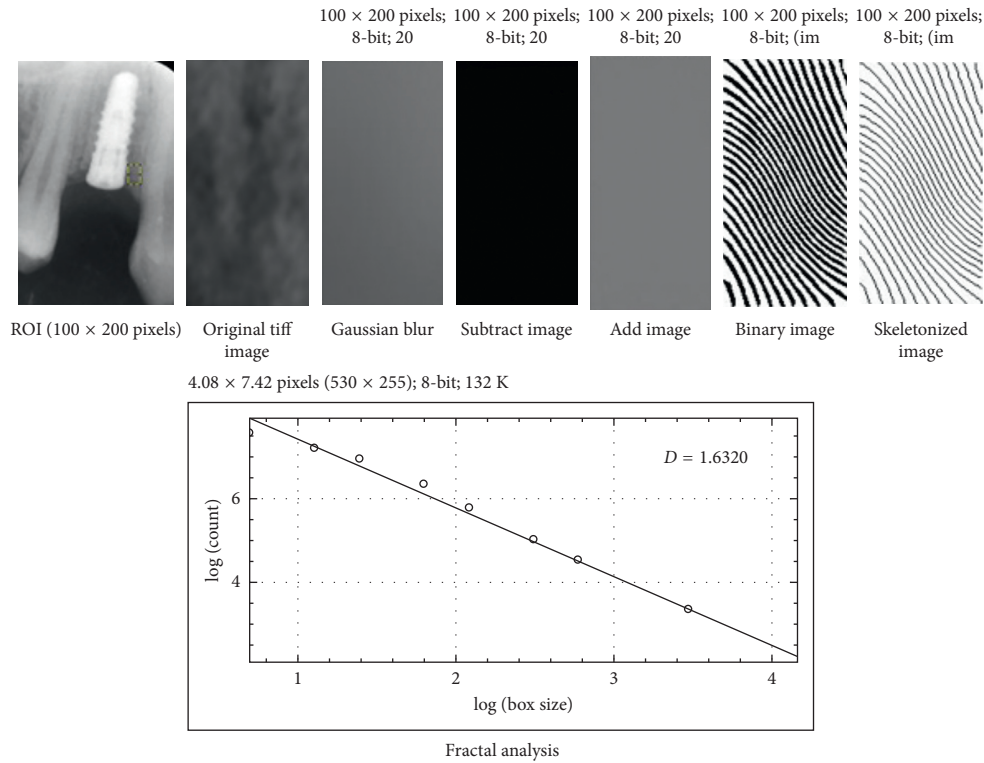 100 × 200 pixels;
8-bit; 20
100 × 200 pixels;
8-bit; 20
100 × 200 pixels;
8-bit; 20
100 × 200 pixels;
8-bit; (im
100 × 200 pixels;
8-bit; (im
ROI (100 × 200 pixels)
Original tiff
image
Gaussian blur
Subtract image
Add image
Binary image
Skeletonized
image
4.08 × 7.42 pixels (530 × 255); 8-bit; 132 K
D = 1.6320
log (count)
6
4
1
2
3
4
log (box size)
Fractal analysis